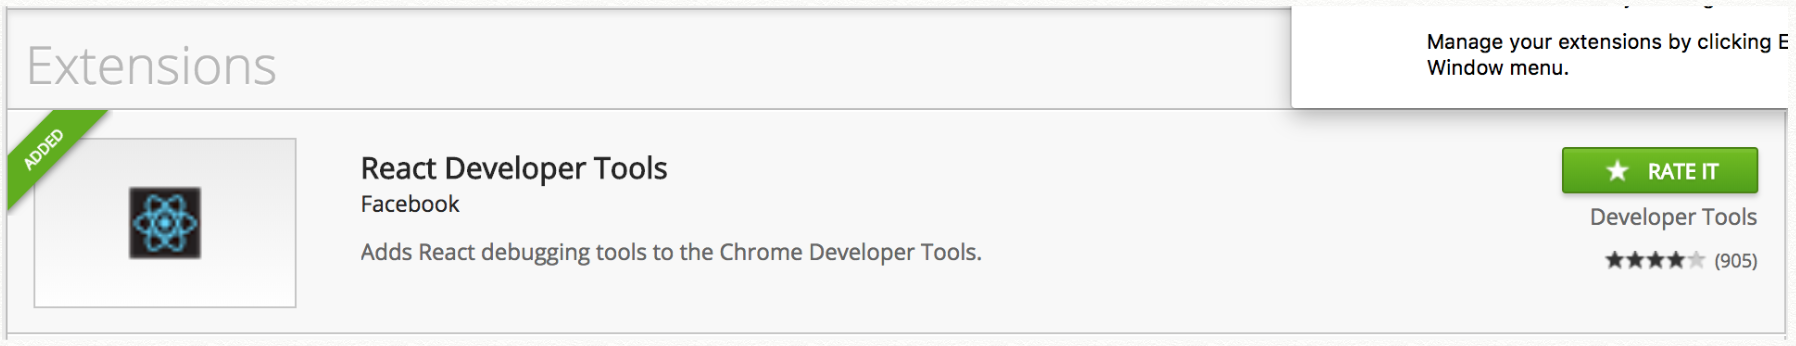 Manage your extensions by clicking E
Window menu.
Extensions
ADDED
React Developer Tools
Facebook
Adds React debugging tools to the Chrome Developer Tools.
RATE IT
Developer Tools
(905)